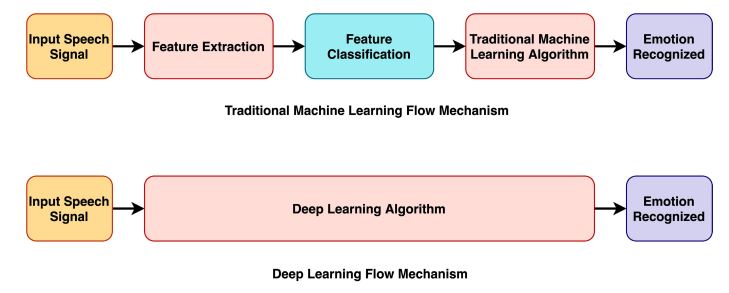 Input Speech
Signal
Feature Extraction
Feature
Classification
Traditional Machine
Learning Algorithm
Emotion
Recognized
Traditional Machine Learning Flow Mechanism
Input Speech
Signal
Deep Learning Algorithm
Emotion
Recognized
Deep Learning Flow Mechanism